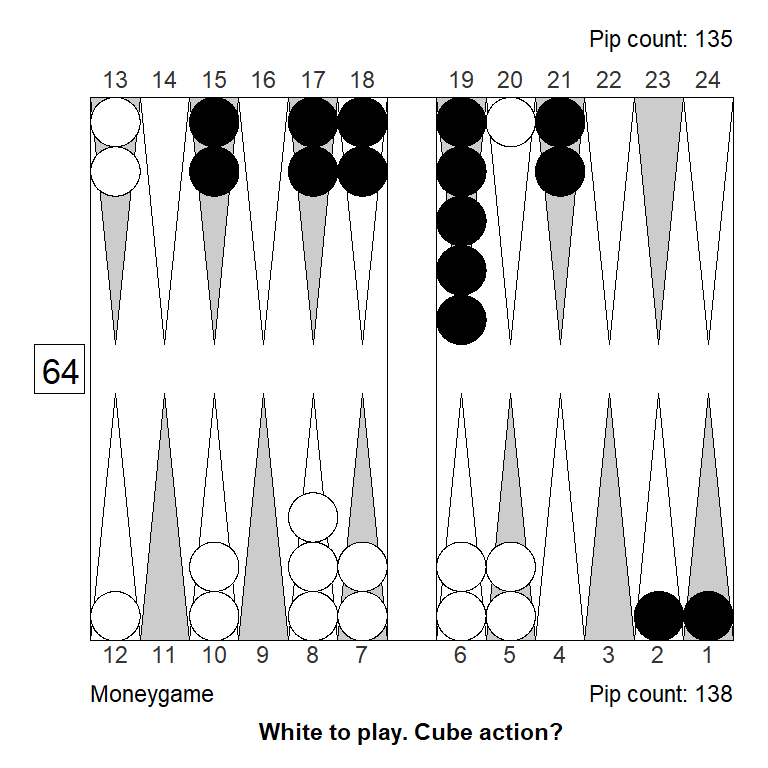 Pip count: 135
13 14 15 16 17 18 19 20 21 22 23 24
64
12 11 10 9 8 7 6 5 4 3 2 1
Moneygame Pip count: 138
White to play. Cube action?